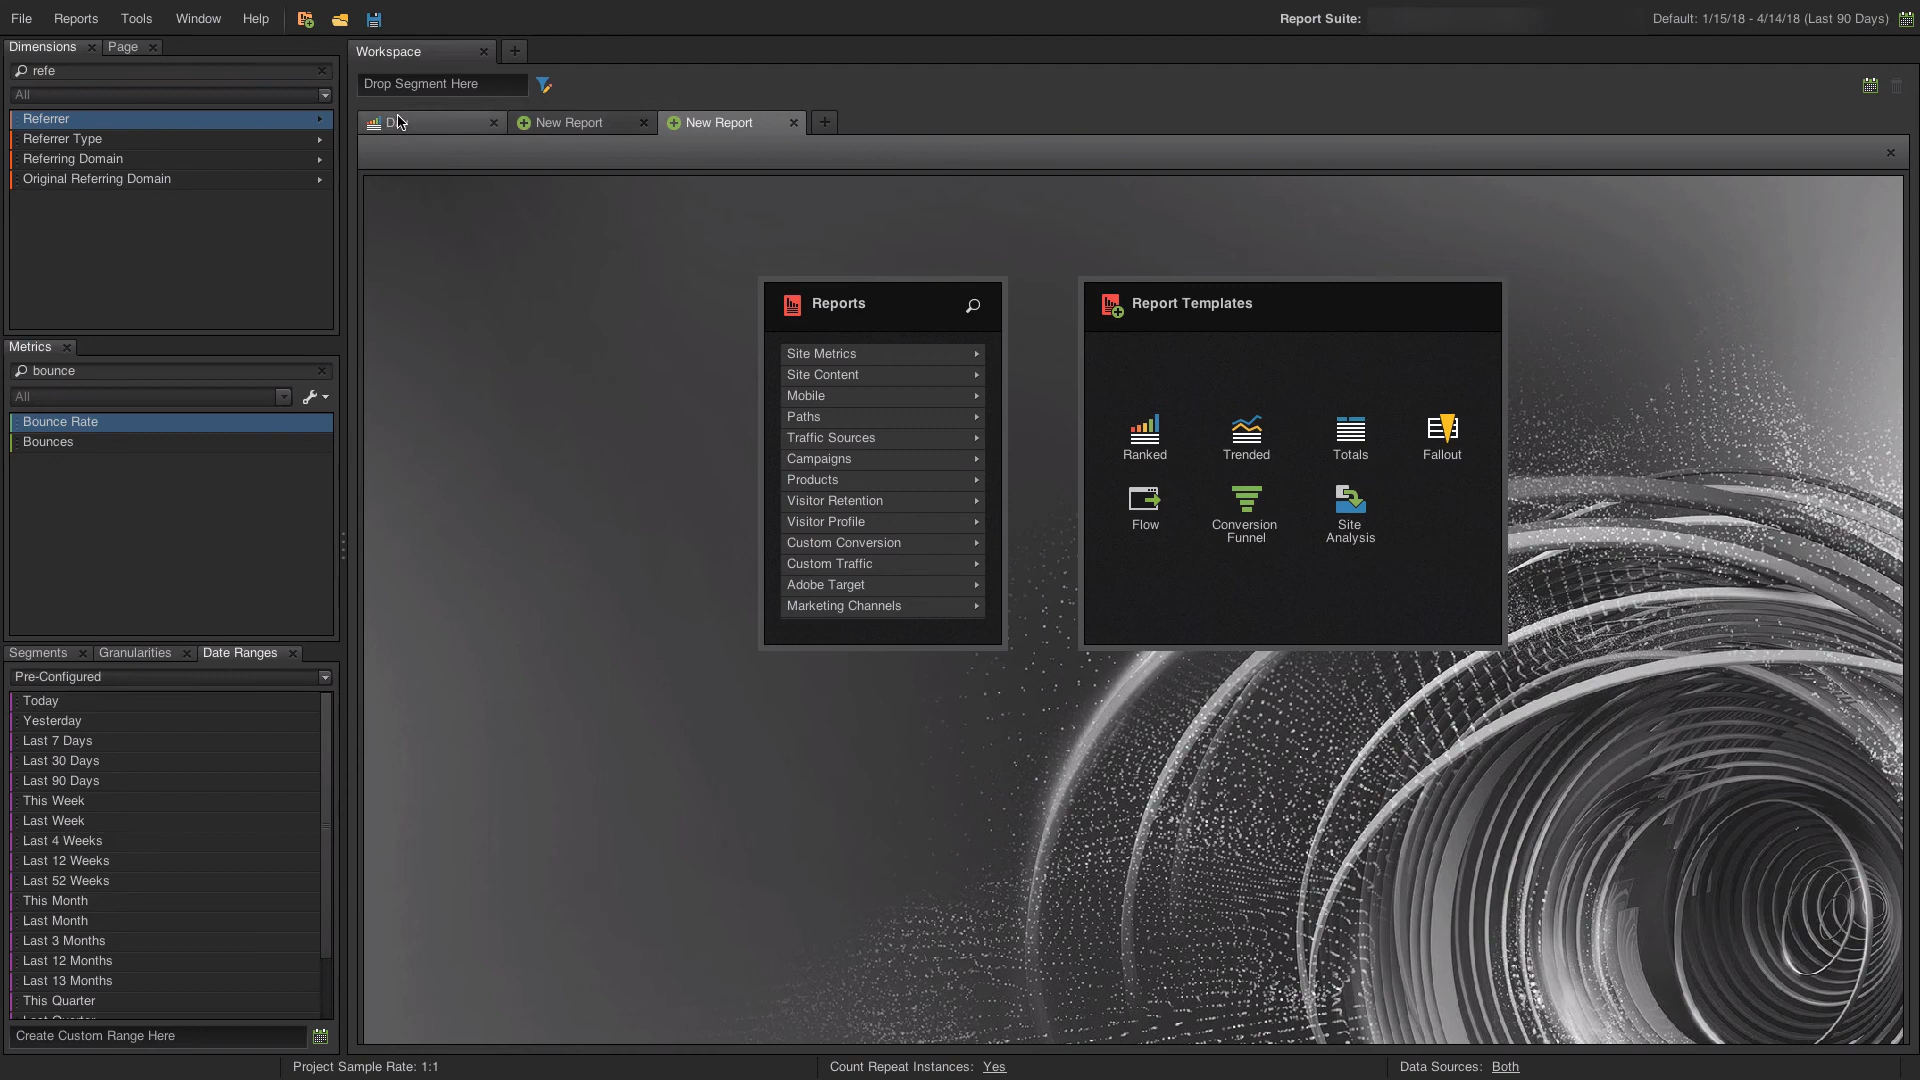 File Reports Tools Window Help
Report Suite:
Default: 1/15/18 - 4/14/18 (Last 90 Days)
Dimensions Page
refe
All
Referrer
Referrer Type
Referring Domain
Original Referring Domain
Metrics
bounce
All
Bounce Rate
Bounces
Segments Granularities Date Ranges
Pre-Configured
Today
Yesterday
Last 7 Days
Last 30 Days
Last 90 Days
This Week
Last Week
Last 4 Weeks
Last 12 Weeks
Last 52 Weeks
This Month
Last Month
Last 3 Months
Last 12 Months
Last 13 Months
This Quarter
Create Custom Range Here
Workspace
Drop Segment Here
New Report New Report
Reports
Site Metrics
Site Content
Mobile
Paths
Traffic Sources
Campaigns
Products
Visitor Retention
Visitor Profile
Custom Conversion
Custom Traffic
Adobe Target
Marketing Channels
Report Templates
Ranked Trended Totals Fallout
Flow Conversion Funnel Site Analysis
Project Sample Rate: 1:1
Count Repeat Instances: Yes
Data Sources: Both